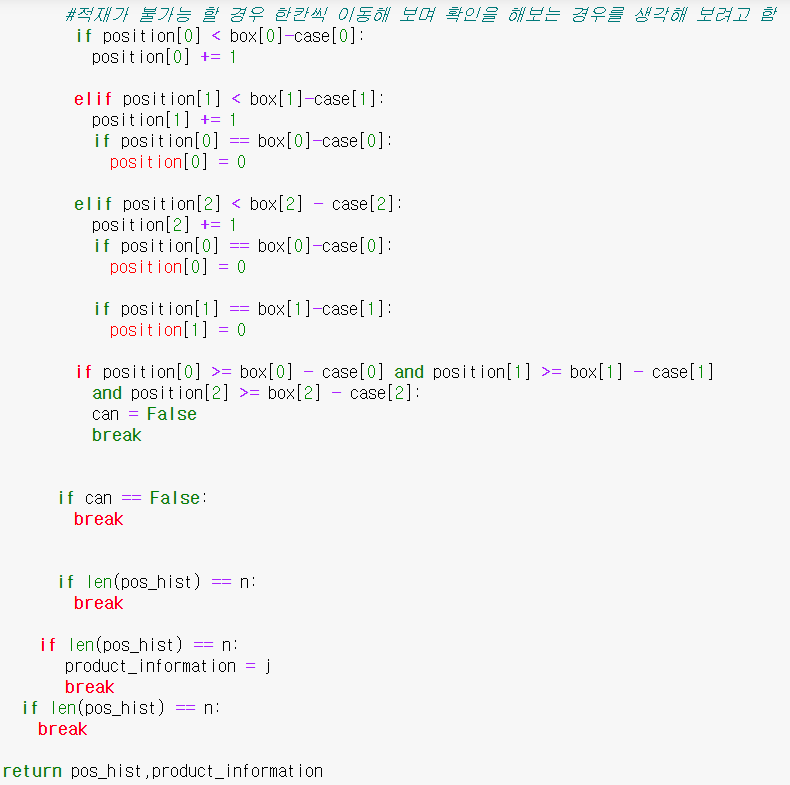 #적재가 불가능 할 경우 한칸씩 이동해 보며 확인을 해보는 경우를 생각해 보려고 함
if position[0] < box[0]-case[0]:
position[0] += 1
elif position[1] < box[1]-case[1]:
position[1] += 1
if position[0] == box[0]-case[0]:
position[0] = 0
elif position[2] < box[2] - case[2]:
position[2] += 1
if position[0] == box[0]-case[0]:
position[0] = 0
if position[1] == box[1]-case[1]:
position[1] = 0
if position[0] >= box[0] - case[0] and position[1] >= box[1] - case[1]
and position[2] >= box[2] - case[2]:
can = False
break
if can == False:
break
if len(pos_hist) == n:
break
if len(pos_hist) == n:
product_information = j
break
if len(pos_hist) == n:
break
return pos_hist,product_information